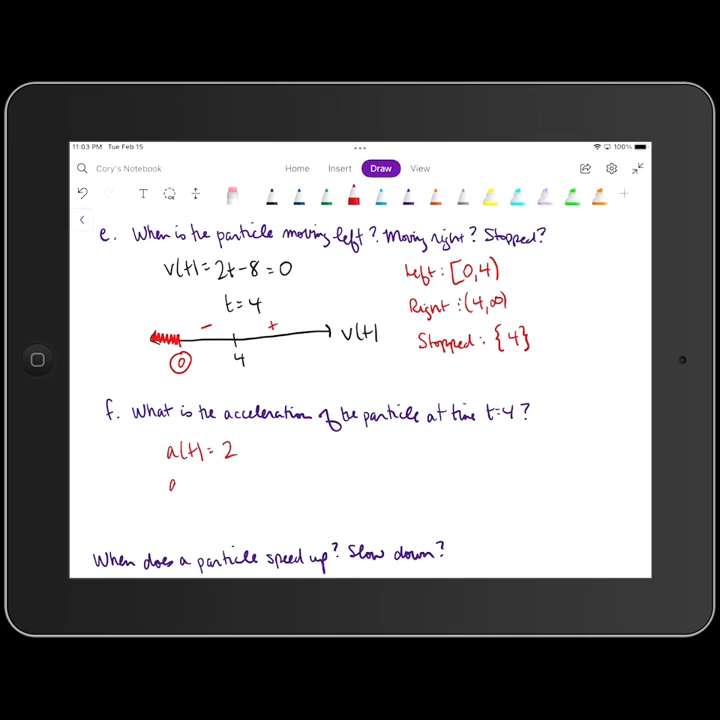 11:03 PM Tue Feb 15
100%
Cory's Notebook
Home Insert Draw View
T
e. When is the particle moving left? Moving right? Stopped?
v(t) = 2t - 8 = 0
t = 4
Left: [0,4)
Right: (4,∞)
Stopped: {4}
- + v(t)
0 4
f. What is the acceleration of the particle at time t=4?
a(t) = 2
a
When does a particle speed up? Slow down?